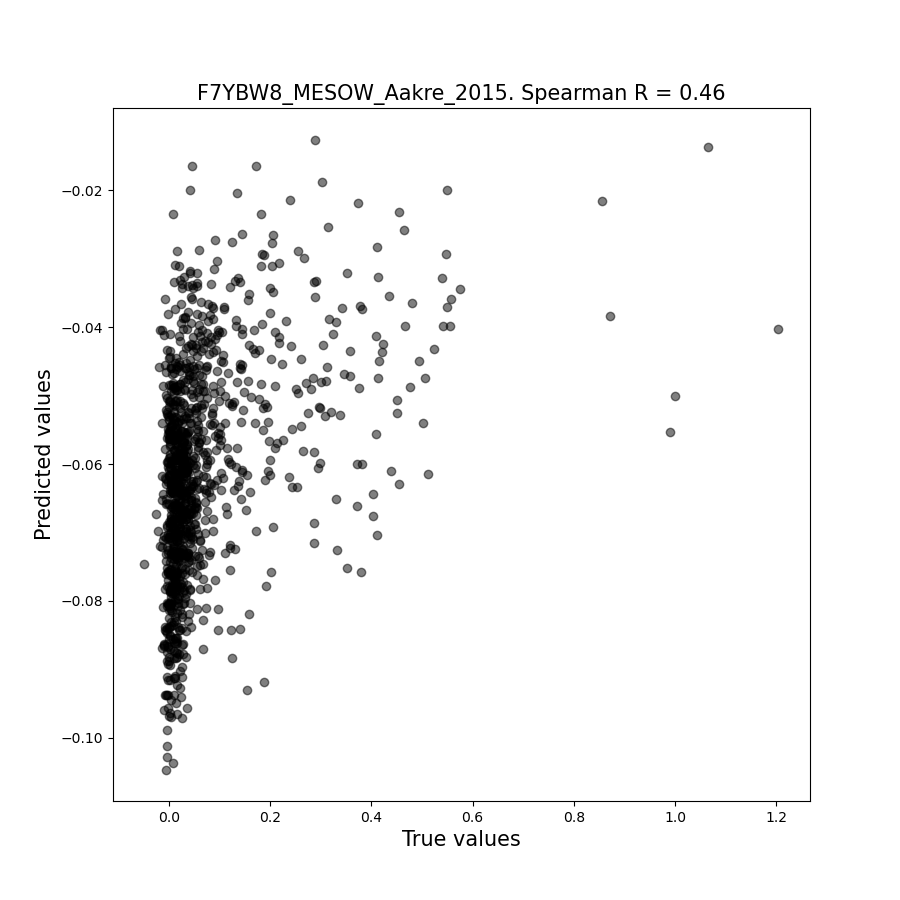 F7YBW8_MESOW_Aakre_2015. Spearman R = 0.46
Predicted values
−0.02
−0.04
−0.06
−0.08
−0.10
0.0 0.2 0.4 0.6 0.8 1.0 1.2
True values